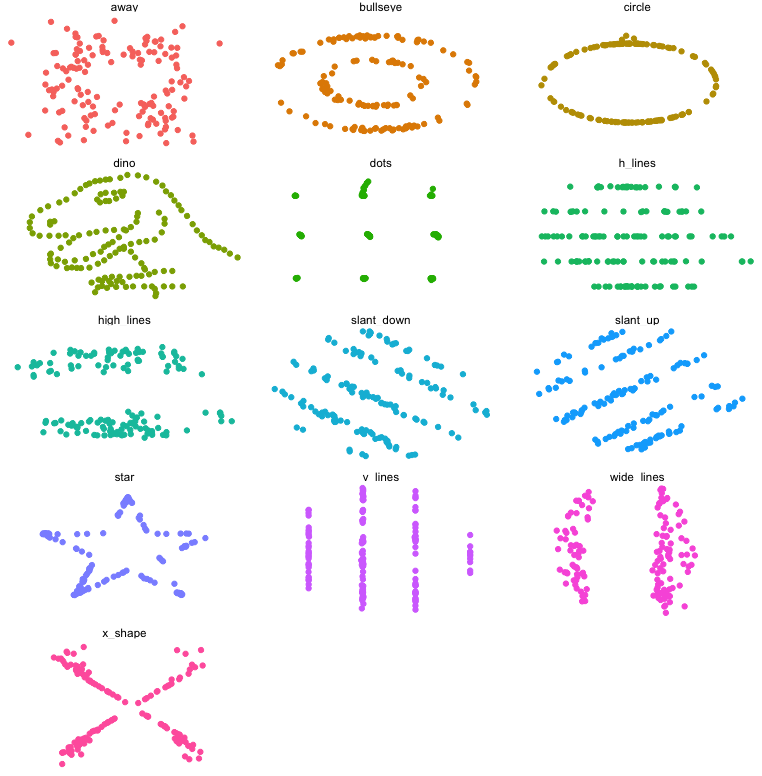 away bullseye circle
dino dots h_lines
high_lines slant_down slant_up
star v_lines wide_lines
x_shape